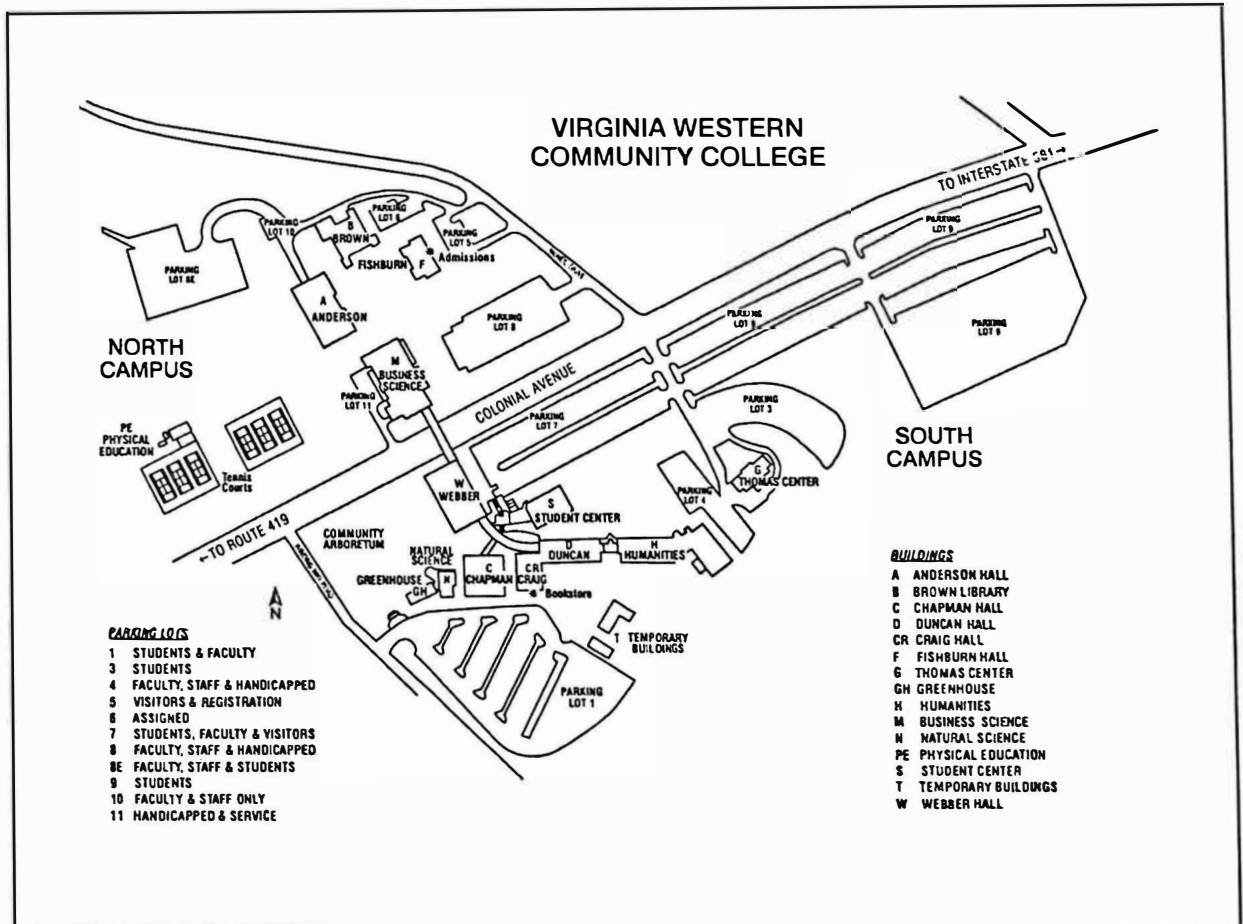 VIRGINIA WESTERN
COMMUNITY COLLEGE
TO INTERSTATE 581→
PARKING
LOT 9
PARKING
LOT 10
B
BROWN
PARKING
LOT 6
PARKING
LOT 5
FISHBURN
F
* Admissions
PARKING
LOT 8E
A
ANDERSON
PARKING
LOT 8
PARKING
LOT 9
NORTH
CAMPUS
M
BUSINESS
SCIENCE
PARKING
LOT 11
COLONIAL AVENUE
PARKING
LOT 7
PARKING
LOT 3
PE
PHYSICAL
EDUCATION
Tennis
Courts
SOUTH
CAMPUS
W
WEBBER
G
THOMAS CENTER
PARKING
LOT 4
S
STUDENT CENTER
←TO ROUTE 419
COMMUNITY
ARBORETUM
NATURAL
SCIENCE
N
GREENHOUSE
GH
C
CHAPMAN
CR
CRAIG
D
DUNCAN
H
HUMANITIES
* Bookstore
N
T TEMPORARY
BUILDINGS
PARKING
LOT 1
PARKING LOTS
1 STUDENTS & FACULTY
3 STUDENTS
4 FACULTY, STAFF & HANDICAPPED
5 VISITORS & REGISTRATION
6 ASSIGNED
7 STUDENTS, FACULTY & VISITORS
8 FACULTY, STAFF & HANDICAPPED
8E FACULTY, STAFF & STUDENTS
9 STUDENTS
10 FACULTY & STAFF ONLY
11 HANDICAPPED & SERVICE
BUILDINGS
A ANDERSON HALL
B BROWN LIBRARY
C CHAPMAN HALL
D DUNCAN HALL
CR CRAIG HALL
F FISHBURN HALL
G THOMAS CENTER
GH GREENHOUSE
H HUMANITIES
M BUSINESS SCIENCE
N NATURAL SCIENCE
PE PHYSICAL EDUCATION
S STUDENT CENTER
T TEMPORARY BUILDINGS
W WEBBER HALL